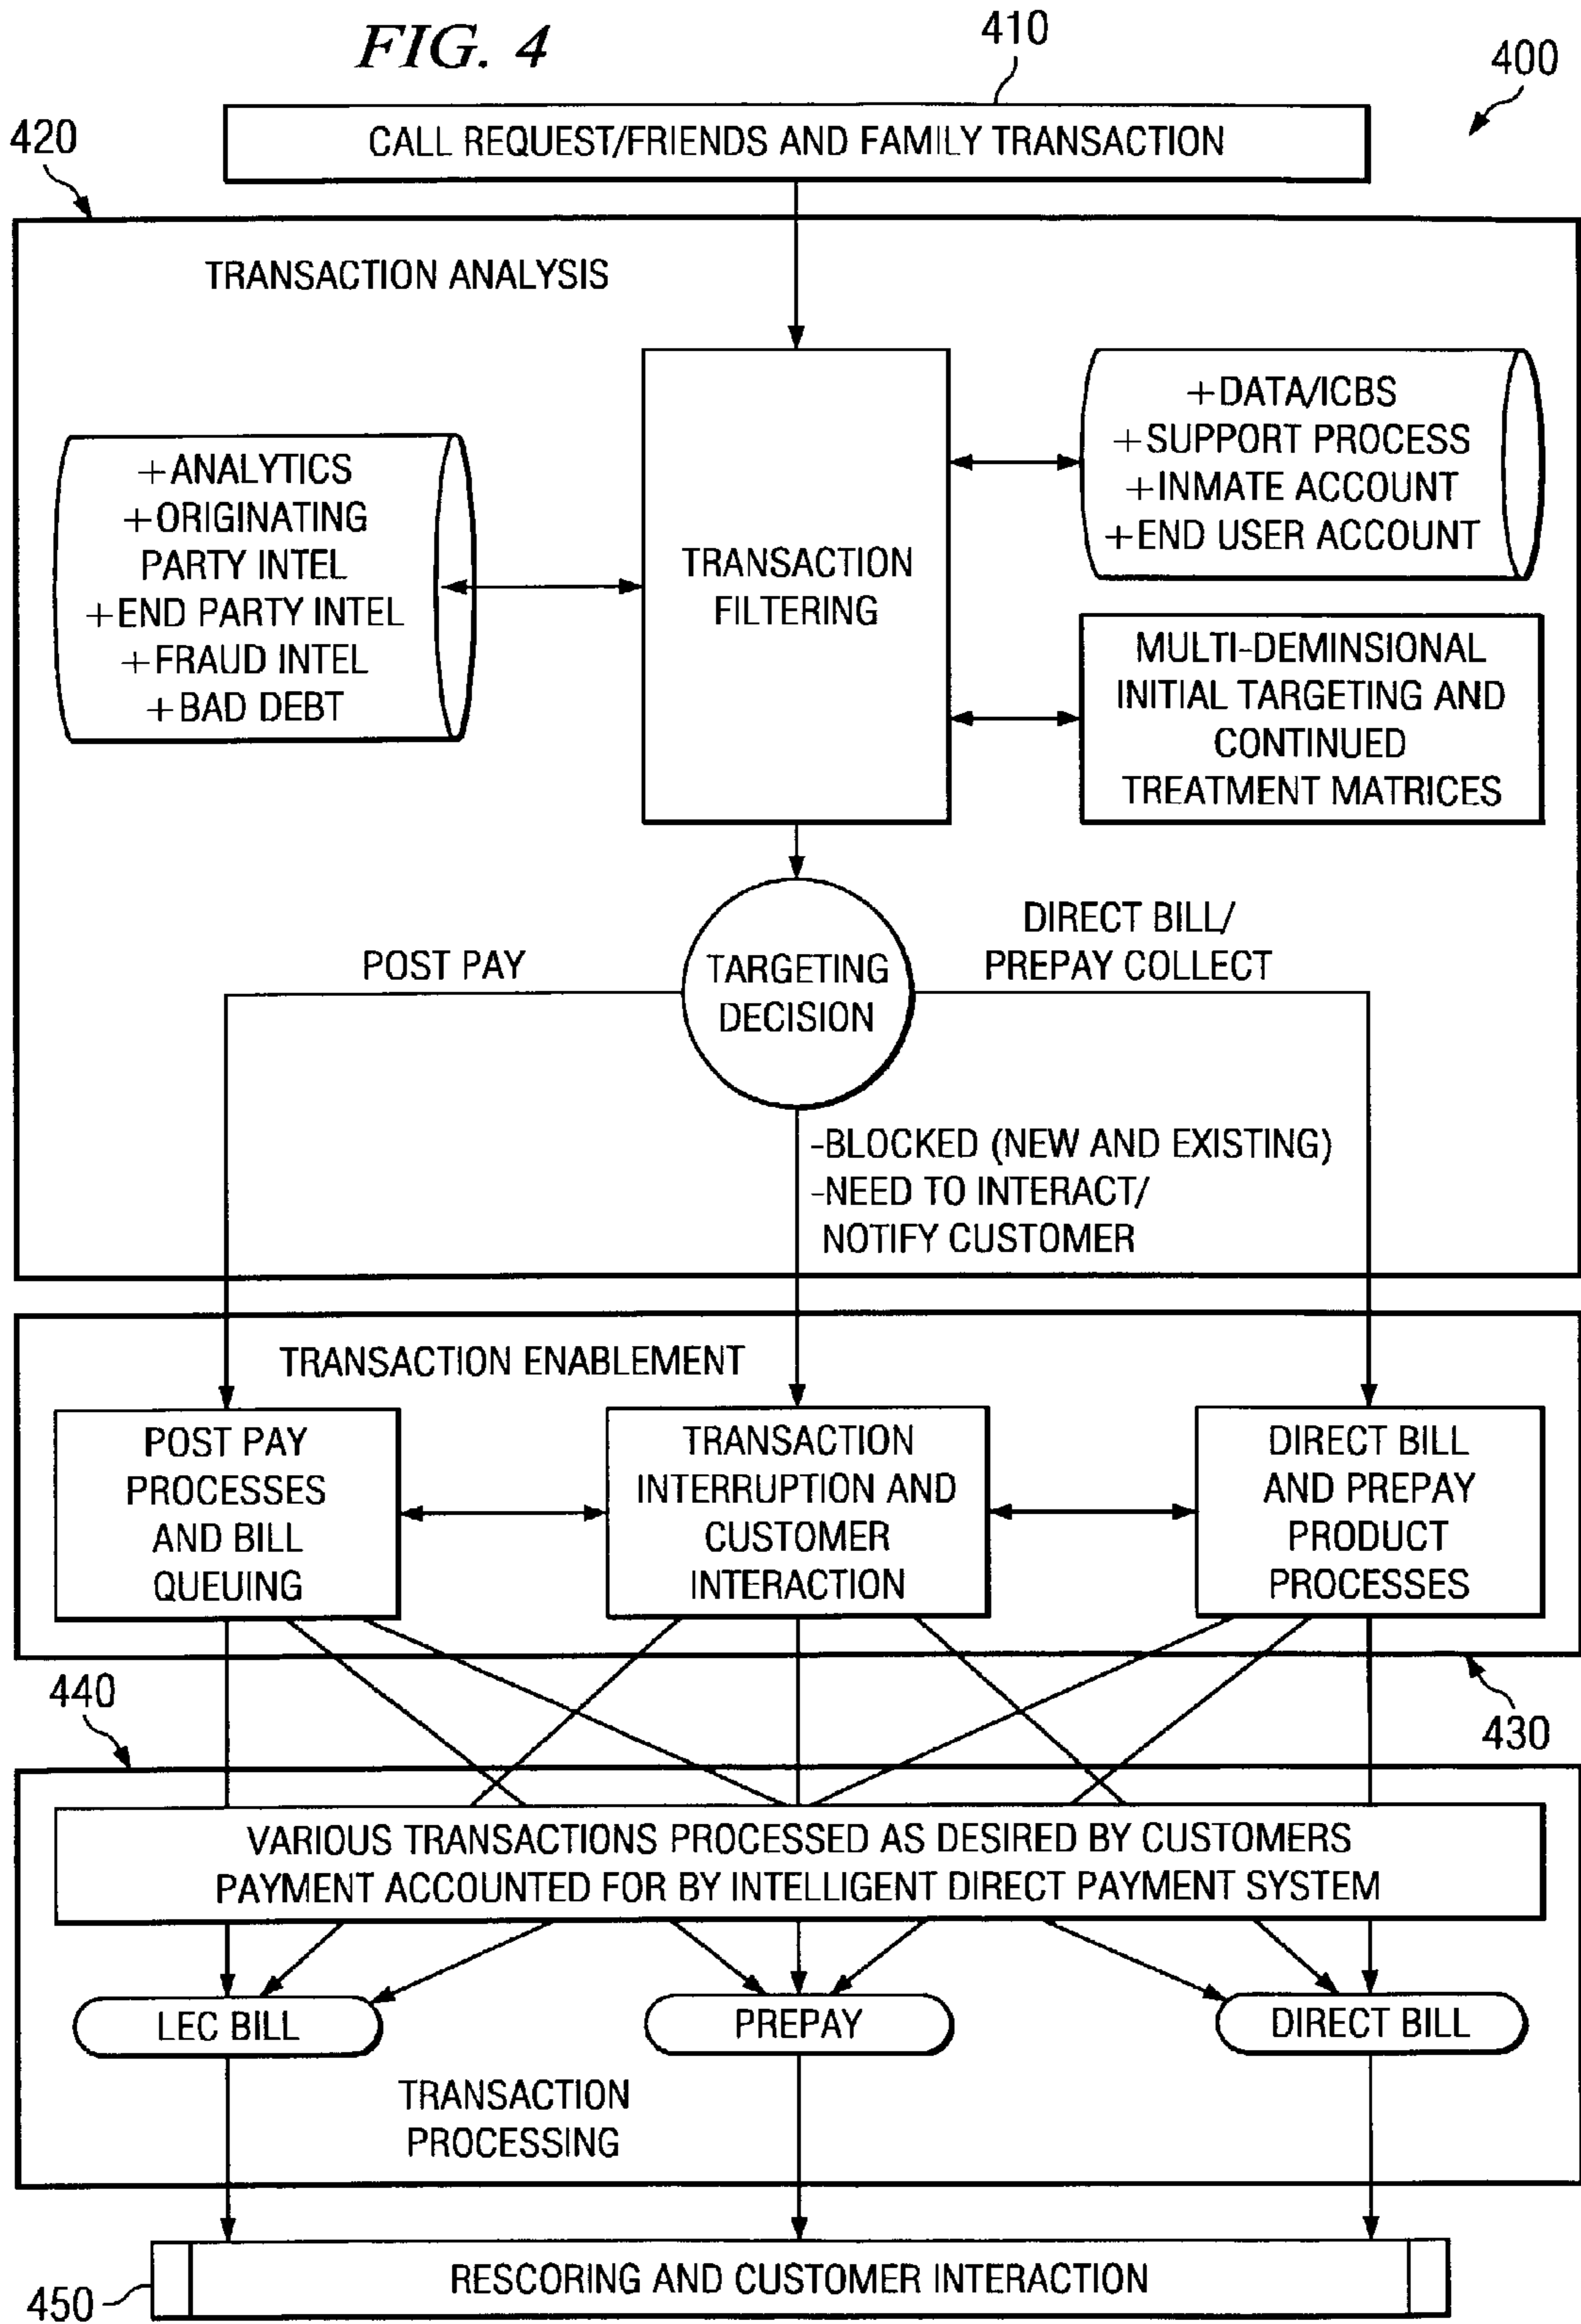 FIG. 4
410
400
CALL REQUEST/FRIENDS AND FAMILY TRANSACTION
420
TRANSACTION ANALYSIS
+ANALYTICS
+ORIGINATING
PARTY INTEL
+END PARTY INTEL
+FRAUD INTEL
+BAD DEBT
TRANSACTION
FILTERING
+DATA/ICBS
+SUPPORT PROCESS
+INMATE ACCOUNT
+END USER ACCOUNT
MULTI-DEMINSIONAL
INITIAL TARGETING AND
CONTINUED
TREATMENT MATRICES
POST PAY
TARGETING
DECISION
DIRECT BILL/
PREPAY COLLECT
-BLOCKED (NEW AND EXISTING)
-NEED TO INTERACT/
NOTIFY CUSTOMER
TRANSACTION ENABLEMENT
POST PAY
PROCESSES
AND BILL
QUEUING
TRANSACTION
INTERRUPTION AND
CUSTOMER
INTERACTION
DIRECT BILL
AND PREPAY
PRODUCT
PROCESSES
440
430
VARIOUS TRANSACTIONS PROCESSED AS DESIRED BY CUSTOMERS
PAYMENT ACCOUNTED FOR BY INTELLIGENT DIRECT PAYMENT SYSTEM
LEC BILL
PREPAY
DIRECT BILL
TRANSACTION
PROCESSING
450
RESCORING AND CUSTOMER INTERACTION